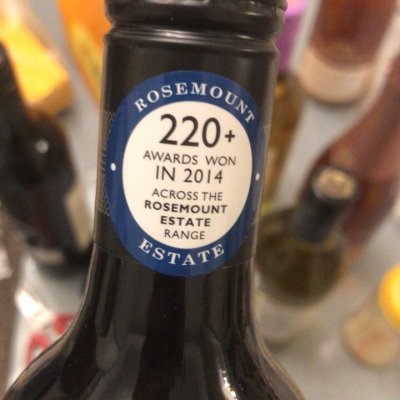 ROSEMOUNT
220+
AWARDS WON
IN 2014
ACROSS THE
ROSEMOUNT
ESTATE
RANGE
ESTATE